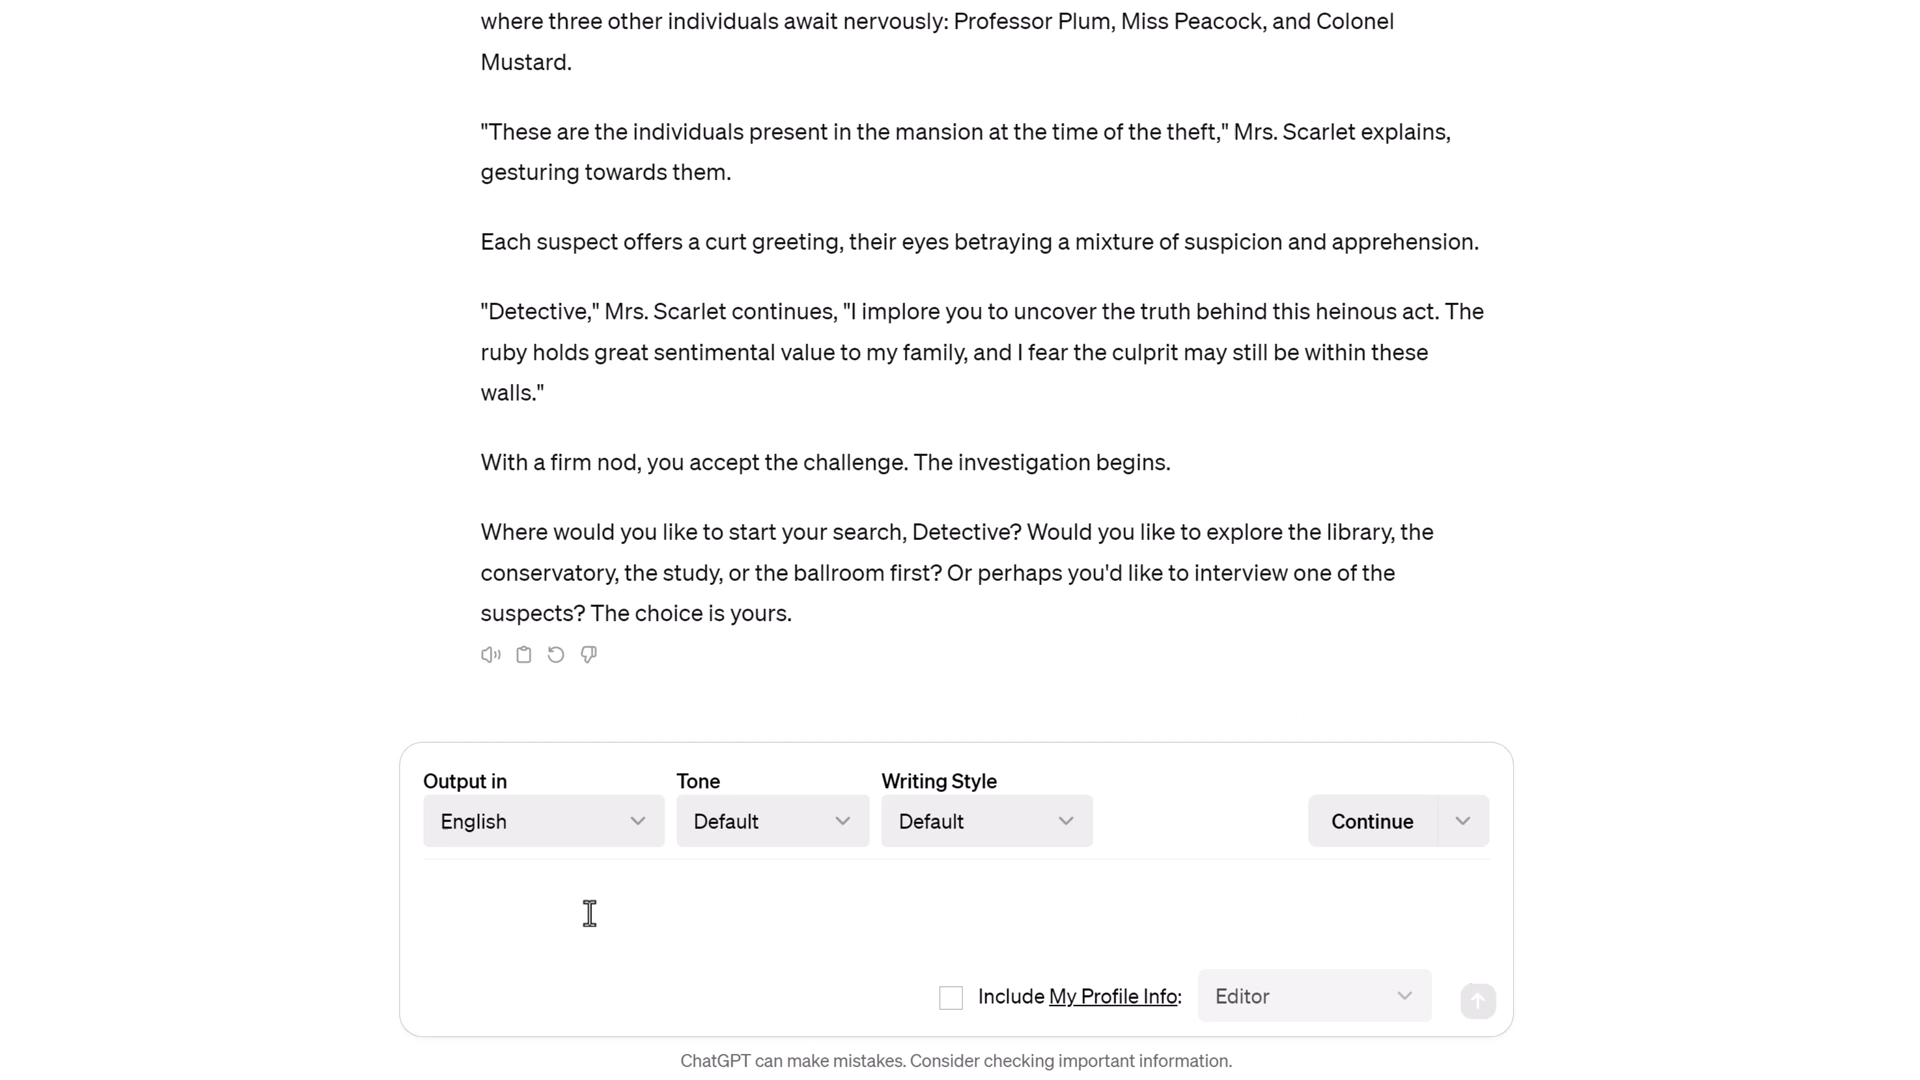 where three other individuals await nervously: Professor Plum, Miss Peacock, and Colonel
Mustard.
"These are the individuals present in the mansion at the time of the theft," Mrs. Scarlet explains,
gesturing towards them.
Each suspect offers a curt greeting, their eyes betraying a mixture of suspicion and apprehension.
"Detective," Mrs. Scarlet continues, "I implore you to uncover the truth behind this heinous act. The
ruby holds great sentimental value to my family, and I fear the culprit may still be within these
walls."
With a firm nod, you accept the challenge. The investigation begins.
Where would you like to start your search, Detective? Would you like to explore the library, the
conservatory, the study, or the ballroom first? Or perhaps you'd like to interview one of the
suspects? The choice is yours.
Output in Tone Writing Style
English Default Default Continue
Include My Profile Info: Editor
ChatGPT can make mistakes. Consider checking important information.